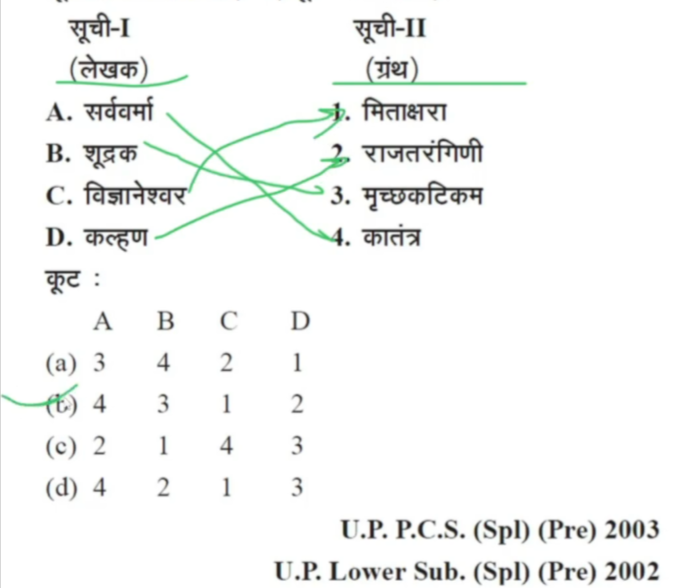 सूची-I सूची-II
(लेखक) (ग्रंथ)
A. सर्ववर्मा 1. मिताक्षरा
B. शूद्रक 2. राजतरंगिणी
C. विज्ञानेश्वर 3. मृच्छकटिकम
D. कल्हण 4. कातंत्र
कूट :
A B C D
(a) 3 4 2 1
(b) 4 3 1 2
(c) 2 1 4 3
(d) 4 2 1 3
U.P. P.C.S. (Spl) (Pre) 2003
U.P. Lower Sub. (Spl) (Pre) 2002